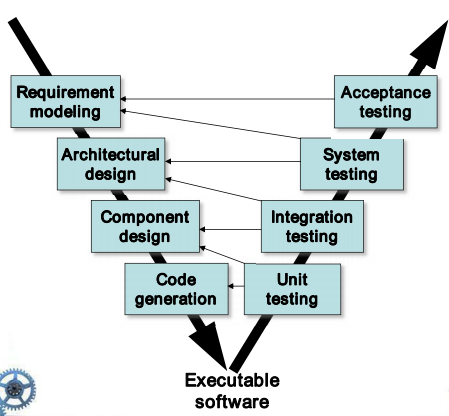 Requirement
modeling
Acceptance
testing
Architectural
design
System
testing
Component
design
Integration
testing
Code
generation
Unit
testing
Executable
software